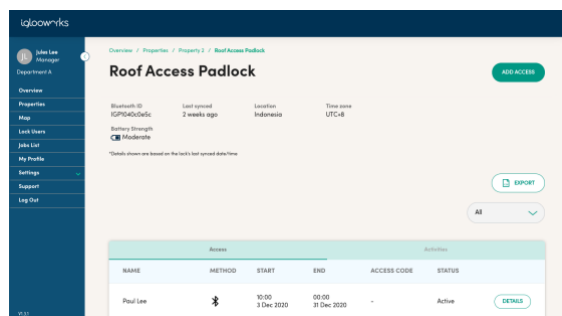 iglooworks
JL
Jules Lee
Manager
Department A
Overview
Properties
Map
Lock Users
Jobs List
My Profile
Settings
Support
Log Out
V1.3.1
Overview / Properties / Property 2 / Roof Access Padlock
Roof Access Padlock
ADD ACCESS
Bluetooth ID
IGP1040c0e5c
Last synced
2 weeks ago
Location
Indonesia
Time zone
UTC+8
Battery Strength
Moderate
*Details shown are based on the lock's last synced date/time
EXPORT
All
Access
Activities
NAME METHOD START END ACCESS CODE STATUS
Paul Lee 10:00 00:00 - Active DETAILS
3 Dec 2020 31 Dec 2020